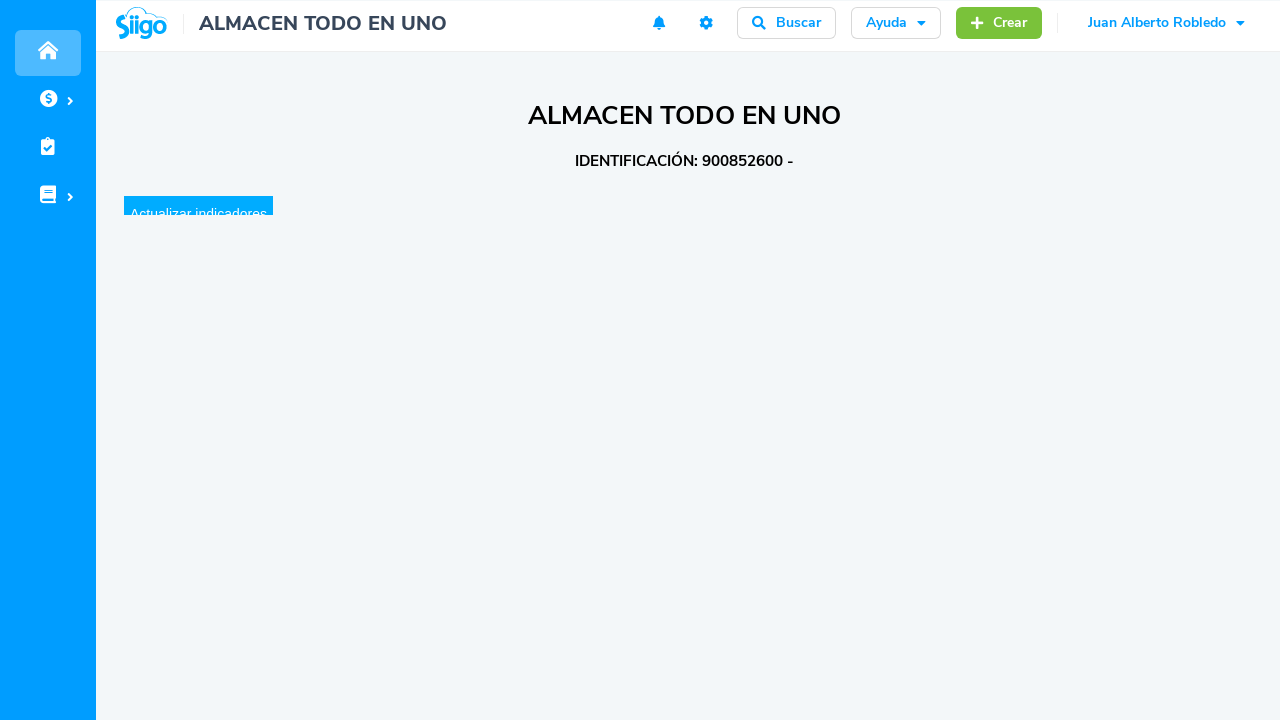 Siigo
ALMACEN TODO EN UNO
Buscar
Ayuda
Crear
Juan Alberto Robledo
ALMACEN TODO EN UNO
IDENTIFICACIÓN: 900852600 -
Actualizar indicadores